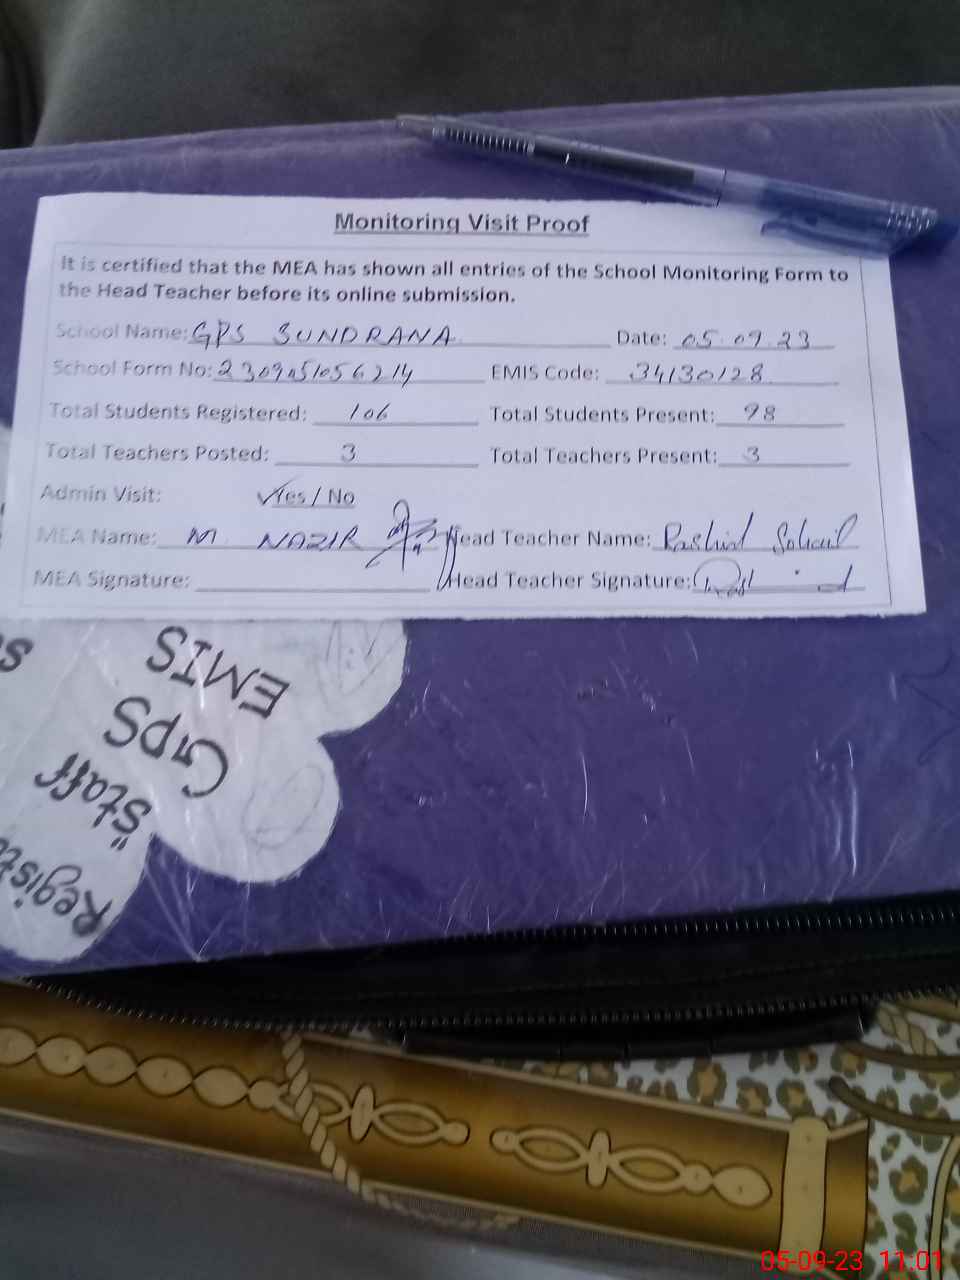 Monitoring Visit Proof
It is certified that the MEA has shown all entries of the School Monitoring Form to
the Head Teacher before its online submission.
School Name: GPS SUNDRANA Date: 05.09.23
School Form No: 230905056214 EMIS Code: 34130128
Total Students Registered: 106 Total Students Present: 98
Total Teachers Posted: 3 Total Teachers Present: 3
Admin Visit: Yes / No
MEA Name: M NAZIR Head Teacher Name: Rashid Sohail
MEA Signature: Head Teacher Signature: Rashid
EMIS
GPS
"Staff
05-09-23 11:01